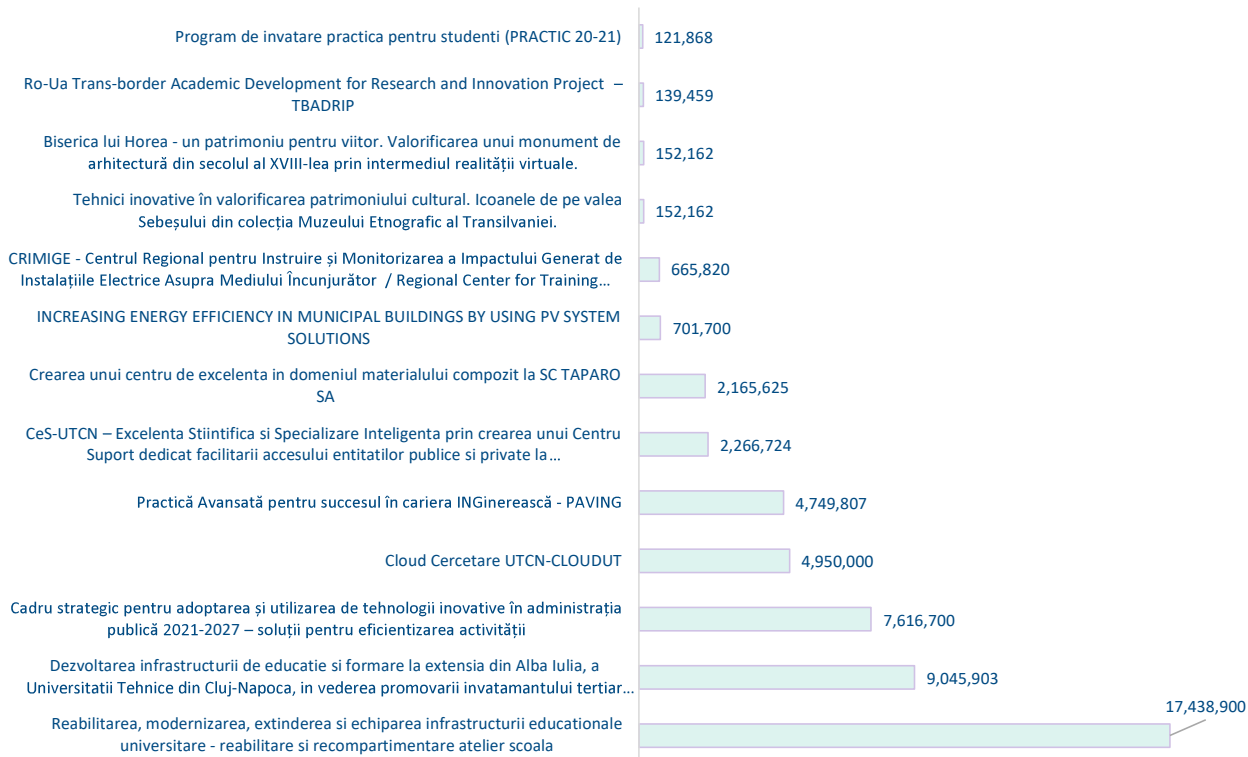 Program de invatare practica pentru studenti (PRACTIC 20-21)
121,868
Ro-Ua Trans-border Academic Development for Research and Innovation Project –
TBADRIP
139,459
Biserica lui Horea - un patrimoniu pentru viitor. Valorificarea unui monument de
arhitectură din secolul al XVIII-lea prin intermediul realității virtuale.
152,162
Tehnici inovative în valorificarea patrimoniului cultural. Icoanele de pe valea
Sebeșului din colecția Muzeului Etnografic al Transilvaniei.
152,162
CRIMIGE - Centrul Regional pentru Instruire și Monitorizarea a Impactului Generat de
Instalațiile Electrice Asupra Mediului Încunjurător / Regional Center for Training...
665,820
INCREASING ENERGY EFFICIENCY IN MUNICIPAL BUILDINGS BY USING PV SYSTEM
SOLUTIONS
701,700
Crearea unui centru de excelenta in domeniul materialului compozit la SC TAPARO
SA
2,165,625
CeS-UTCN – Excelenta Stiintifica si Specializare Inteligenta prin crearea unui Centru
Suport dedicat facilitarii accesului entitatilor publice si private la...
2,266,724
Practică Avansată pentru succesul în cariera INGinerească - PAVING
4,749,807
Cloud Cercetare UTCN-CLOUDUT
4,950,000
Cadru strategic pentru adoptarea și utilizarea de tehnologii inovative în administrația
publică 2021-2027 – soluții pentru eficientizarea activității
7,616,700
Dezvoltarea infrastructurii de educatie si formare la extensia din Alba Iulia, a
Universitatii Tehnice din Cluj-Napoca, in vederea promovarii invatamantului tertiar...
9,045,903
Reabilitarea, modernizarea, extinderea si echiparea infrastructurii educationale
universitare - reabilitare si recompartimentare atelier scoala
17,438,900